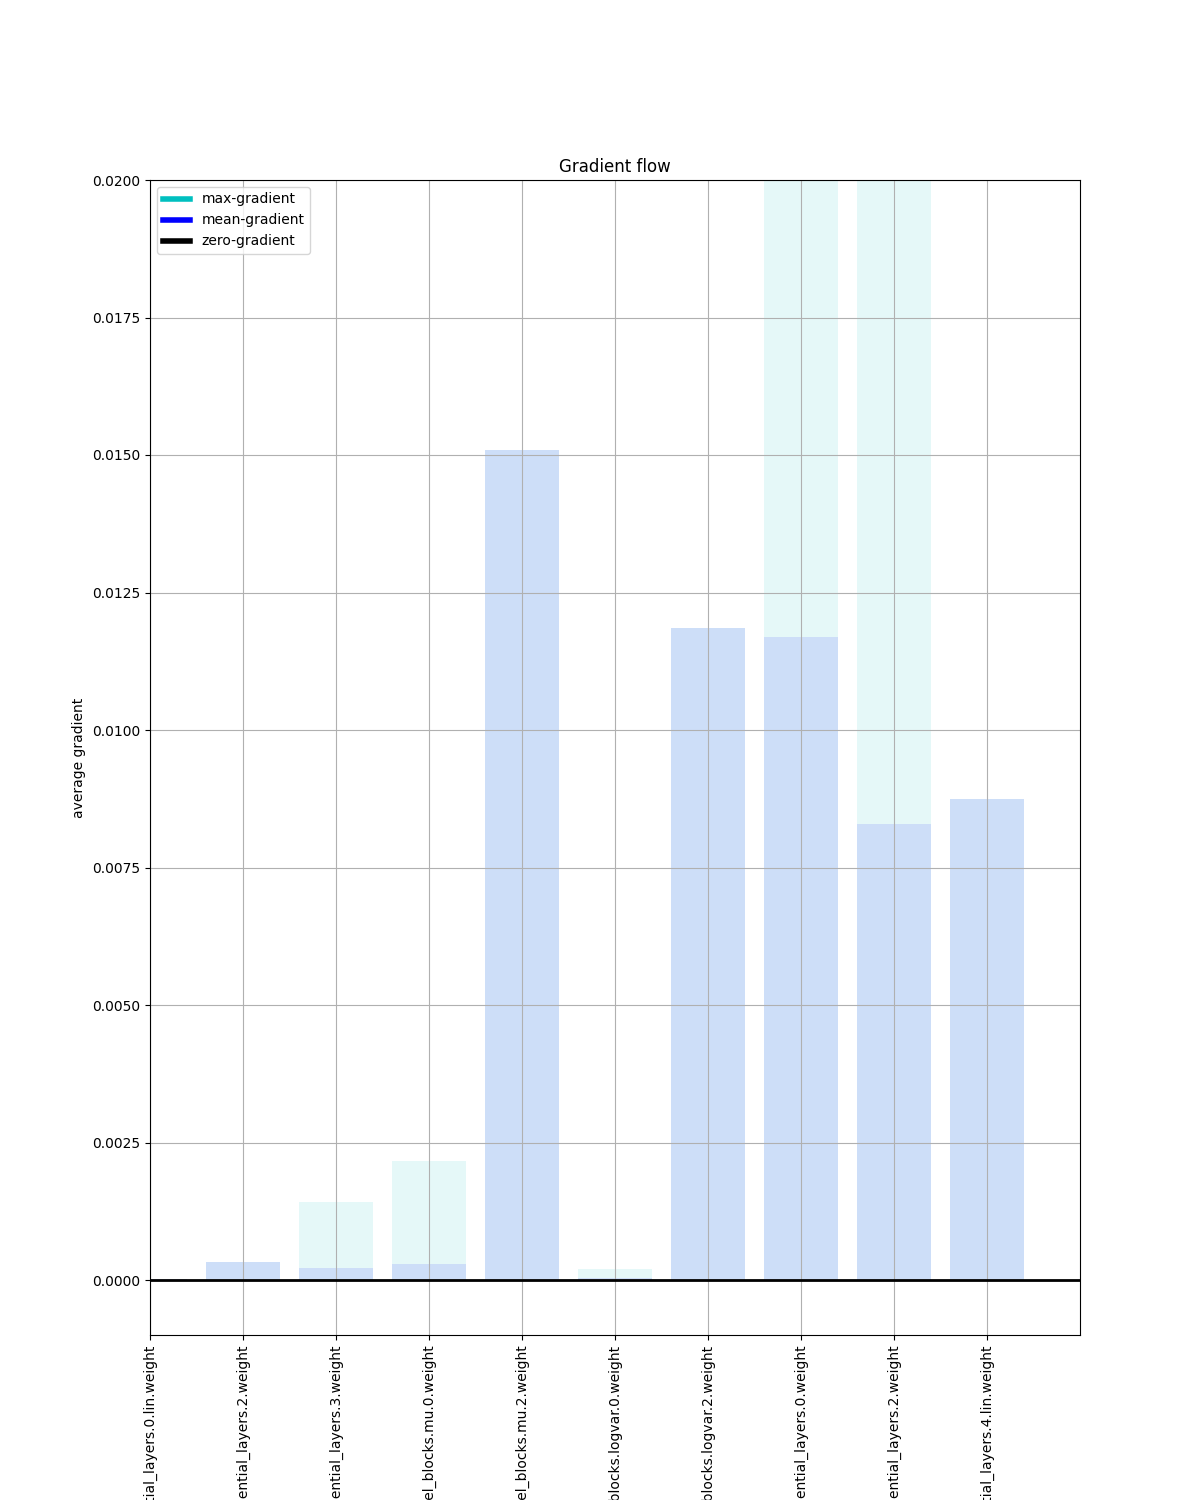 Gradient flow
max-gradient
mean-gradient
zero-gradient
0.0200
0.0175
0.0150
0.0125
0.0100
0.0075
0.0050
0.0025
0.0000
average gradient
tial_layers.0.lin.weight
ential_layers.2.weight
ential_layers.3.weight
el_blocks.mu.0.weight
el_blocks.mu.2.weight
blocks.logvar.0.weight
blocks.logvar.2.weight
ential_layers.0.weight
ential_layers.2.weight
tial_layers.4.lin.weight